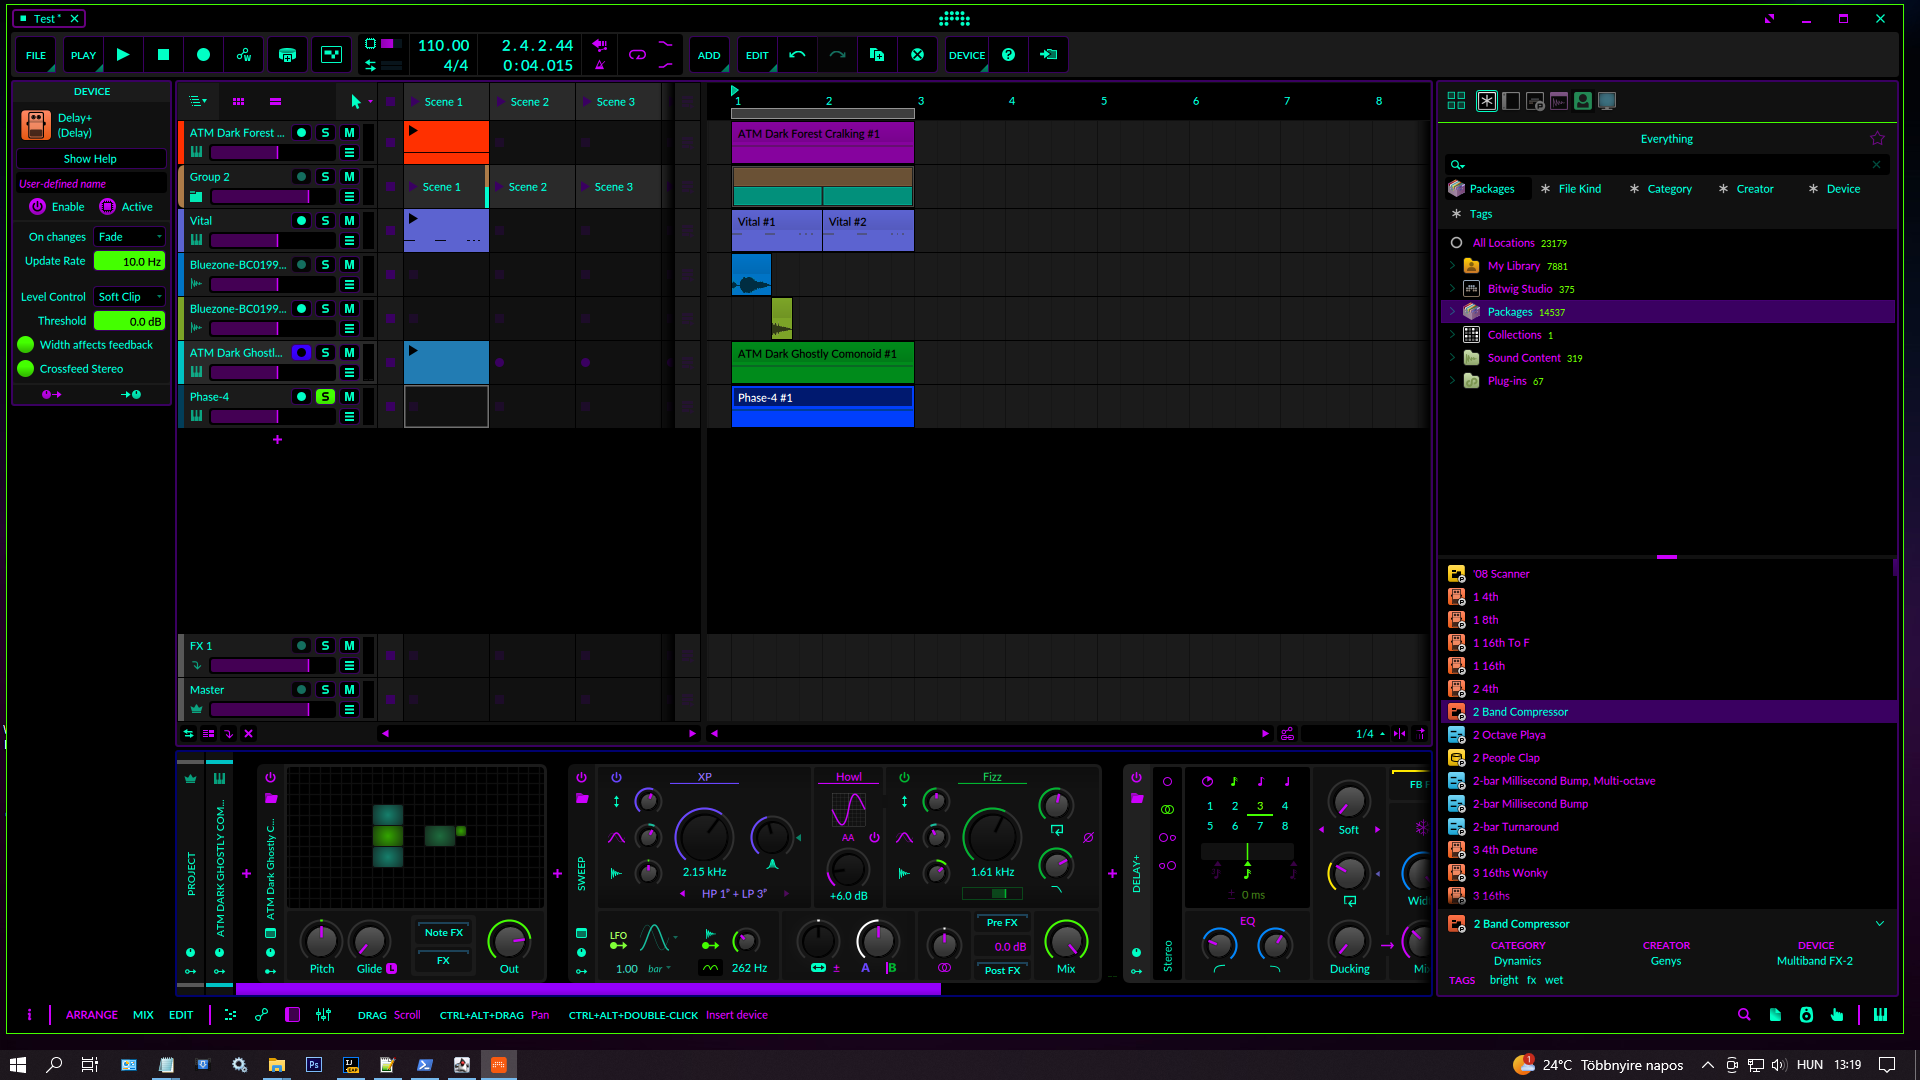 Test *
FILE
PLAY
110.00
4/4
2.4.2.44
0:04.015
ADD
EDIT
DEVICE
DEVICE
Delay+
(Delay)
Show Help
User-defined name
Enable
Active
On changes
Fade
Update Rate
10.0 Hz
Level Control
Soft Clip
Threshold
0.0 dB
Width affects feedback
Crossfeed Stereo
Scene 1
Scene 2
Scene 3
1
2
3
4
5
6
7
8
ATM Dark Forest ...
S
M
ATM Dark Forest Cralking #1
Group 2
S
M
Scene 1
Scene 2
Scene 3
Vital
S
M
Vital #1
Vital #2
Bluezone-BC0199...
S
M
Bluezone-BC0199...
S
M
ATM Dark Ghostl...
S
M
ATM Dark Ghostly Comonoid #1
Phase-4
S
M
Phase-4 #1
FX 1
S
M
Master
S
M
1/4
Everything
Packages
File Kind
Category
Creator
Device
Tags
All Locations 23179
My Library 7881
Bitwig Studio 375
Packages 14537
Collections 1
Sound Content 319
Plug-ins 67
'08 Scanner
1 4th
1 8th
1 16th To F
1 16th
2 4th
2 Band Compressor
2 Octave Playa
2 People Clap
2-bar Millisecond Bump, Multi-octave
2-bar Millisecond Bump
2-bar Turnaround
3 4th Detune
3 16ths Wonky
3 16ths
2 Band Compressor
CATEGORY
Dynamics
CREATOR
Genys
DEVICE
Multiband FX-2
TAGS
bright
fx
wet
PROJECT
ATM DARK GHOSTLY COM...
ATM Dark Ghostly C...
Pitch
Glide
L
Note FX
FX
Out
SWEEP
XP
2.15 kHz
HP 1P + LP 3P
Howl
AA
+6.0 dB
Fizz
1.61 kHz
LFO
1.00
bar
262 Hz
A
B
Pre FX
0.0 dB
Post FX
Mix
DELAY+
Stereo
1
2
3
4
5
6
7
8
0 ms
EQ
Soft
Ducking
FB F
ARRANGE
MIX
EDIT
DRAG Scroll
CTRL+ALT+DRAG Pan
CTRL+ALT+DOUBLE-CLICK Insert device
Ps
IJ
EAP
1
24°C Többnyire napos
HUN
13:19